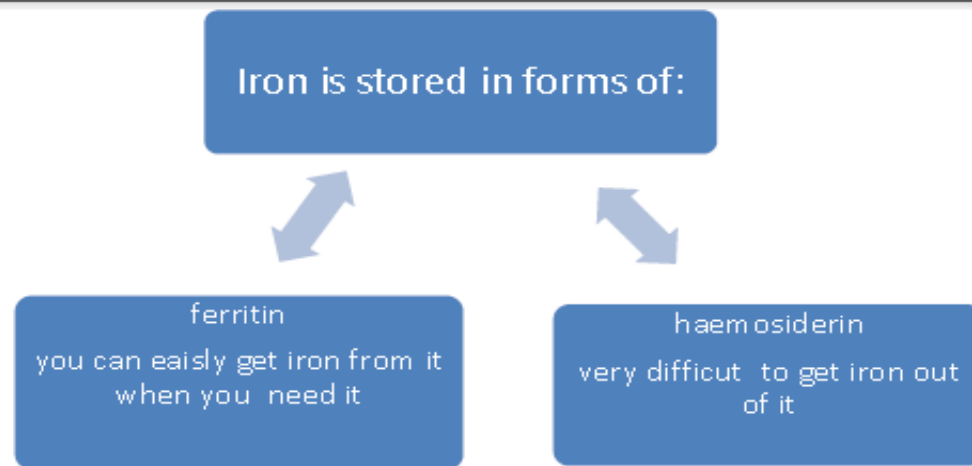 Iron is stored in forms of:
ferritin
you can eaisly get iron from it
when you need it
haemosiderin
very difficut to get iron out
of it